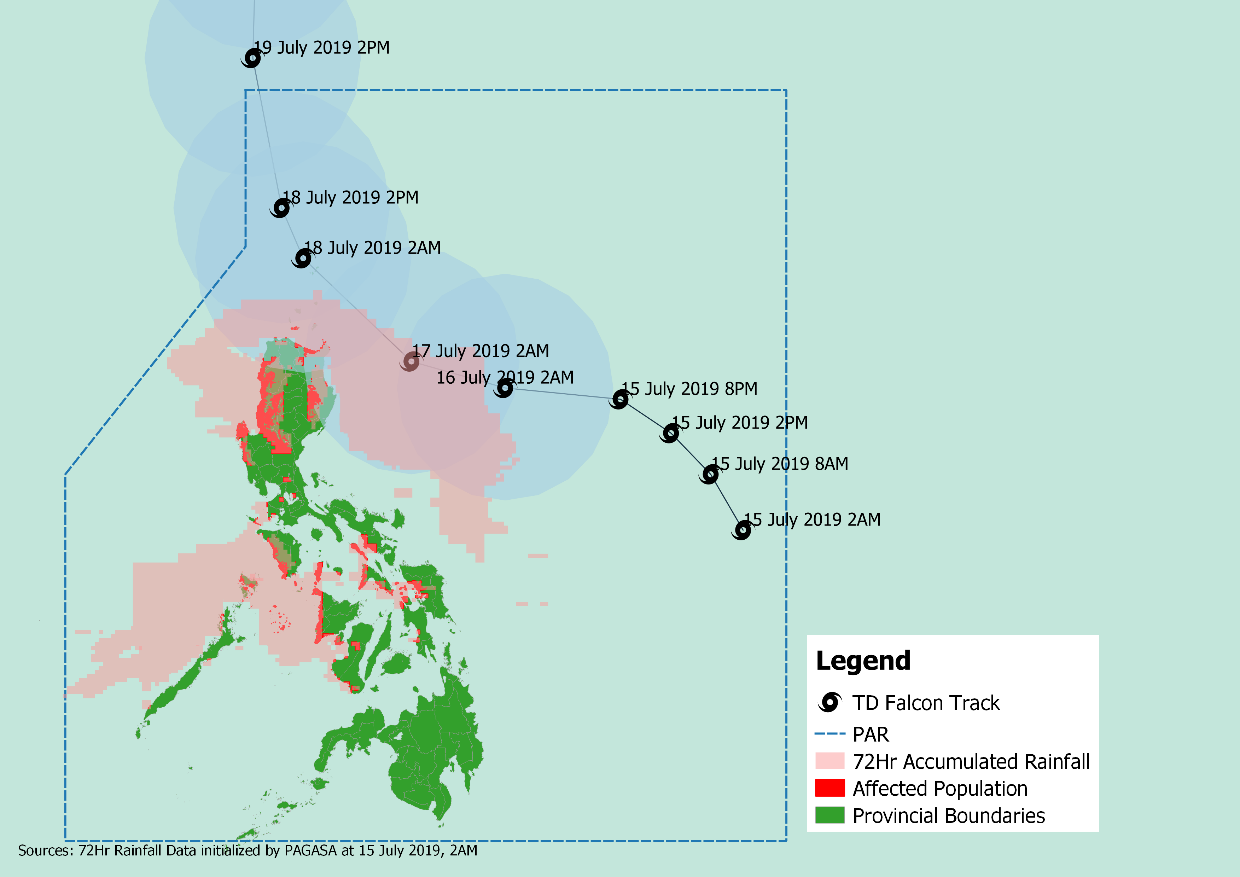 19 July 2019 2PM
18 July 2019 2PM
18 July 2019 2AM
17 July 2019 2AM
16 July 2019 2AM
15 July 2019 8PM
15 July 2019 2PM
15 July 2019 8AM
15 July 2019 2AM
Legend
TD Falcon Track
PAR
72Hr Accumulated Rainfall
Affected Population
Provincial Boundaries
Sources: 72Hr Rainfall Data initialized by PAGASA at 15 July 2019, 2AM